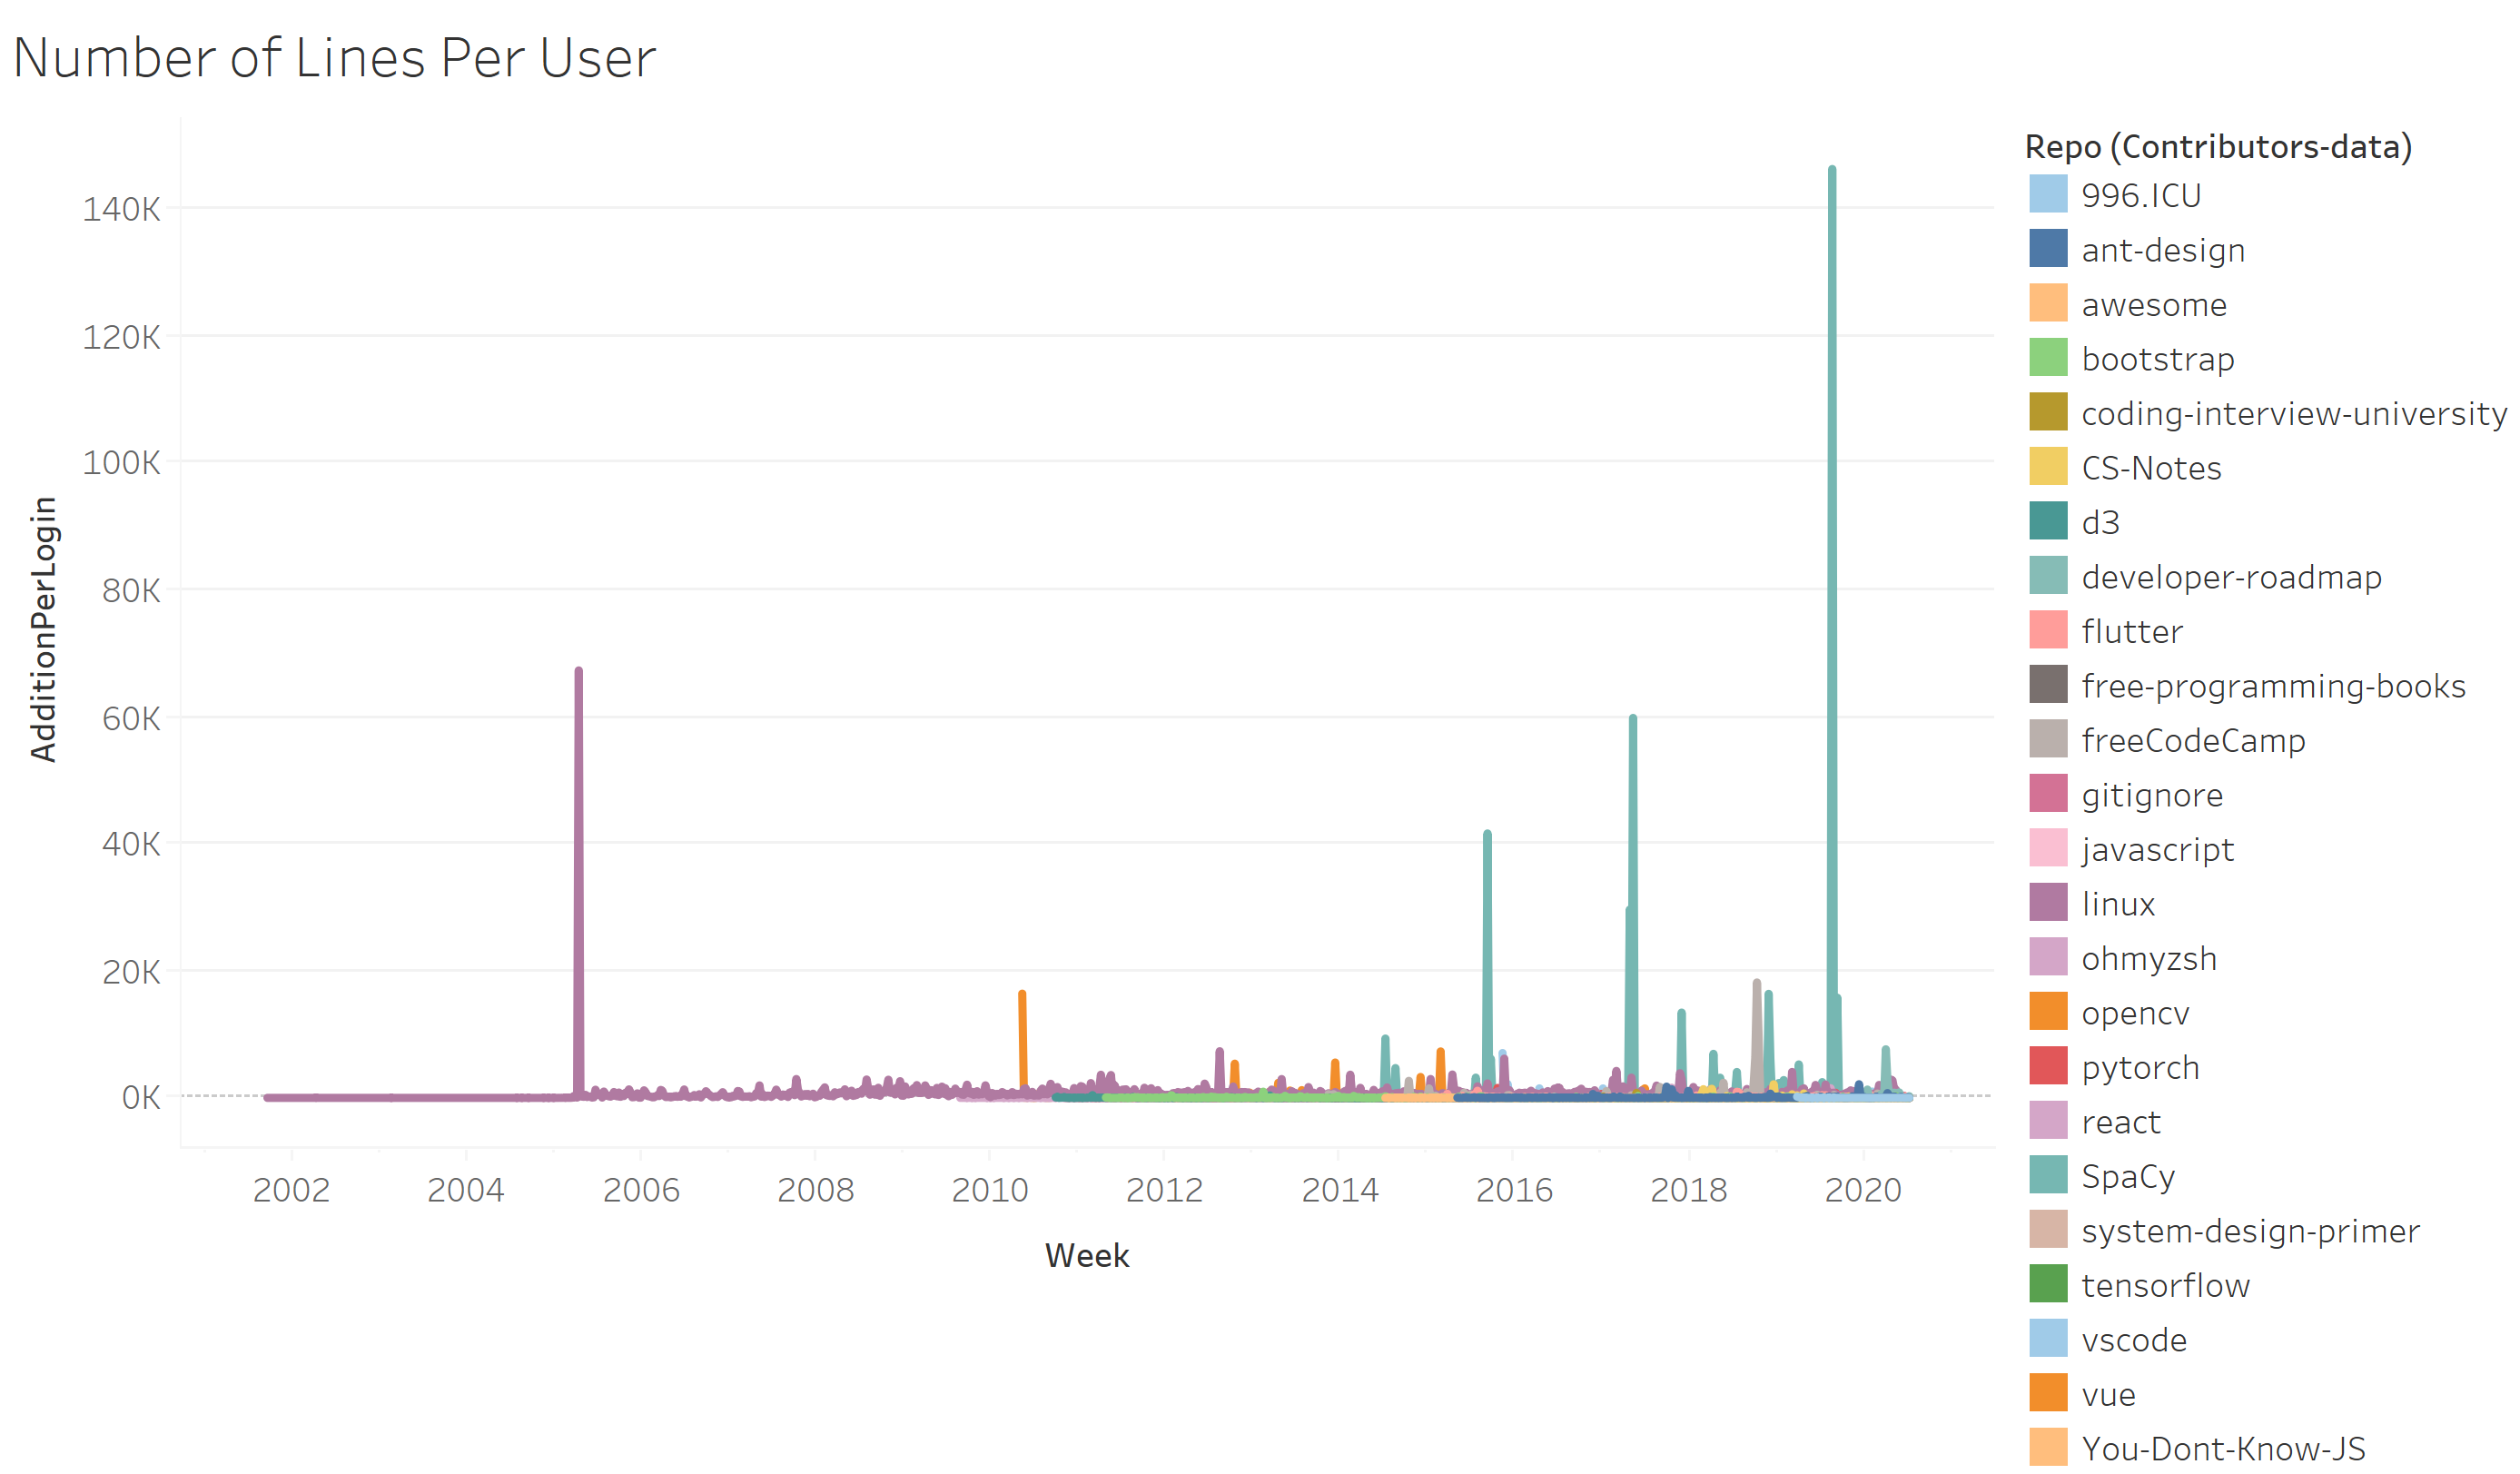 Number of Lines Per User
140K
120K
100K
80K
60K
40K
20K
0K
AdditionPerLogin
2002 2004 2006 2008 2010 2012 2014 2016 2018 2020
Week
Repo (Contributors-data)
996.ICU
ant-design
awesome
bootstrap
coding-interview-university
CS-Notes
d3
developer-roadmap
flutter
free-programming-books
freeCodeCamp
gitignore
javascript
linux
ohmyzsh
opencv
pytorch
react
SpaCy
system-design-primer
tensorflow
vscode
vue
You-Dont-Know-JS